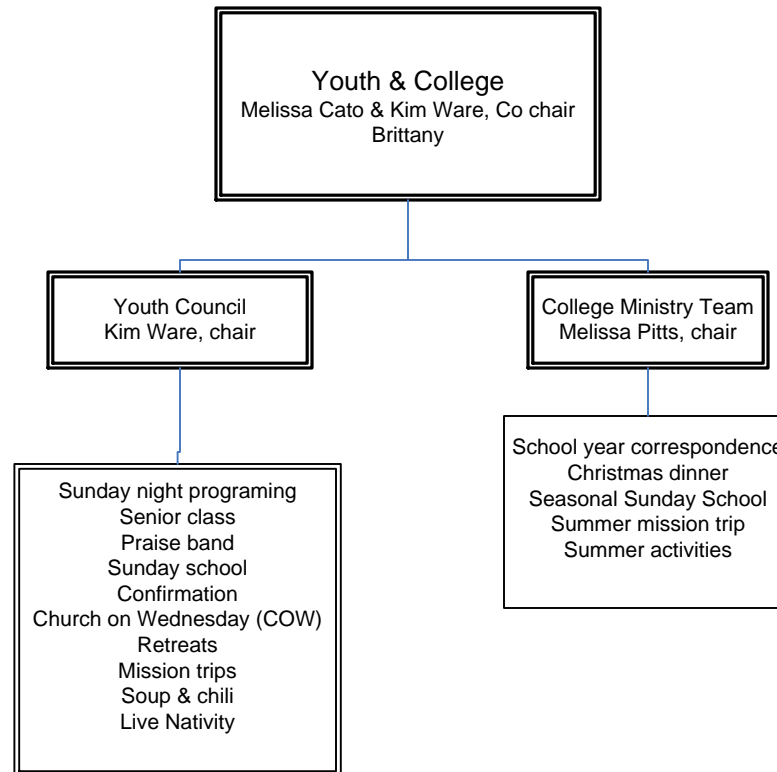 Youth & College
Melissa Cato & Kim Ware, Co chair
Brittany
Youth Council
Kim Ware, chair
College Ministry Team
Melissa Pitts, chair
Sunday night programing
Senior class
Praise band
Sunday school
Confirmation
Church on Wednesday (COW)
Retreats
Mission trips
Soup & chili
Live Nativity
School year correspondence
Christmas dinner
Seasonal Sunday School
Summer mission trip
Summer activities